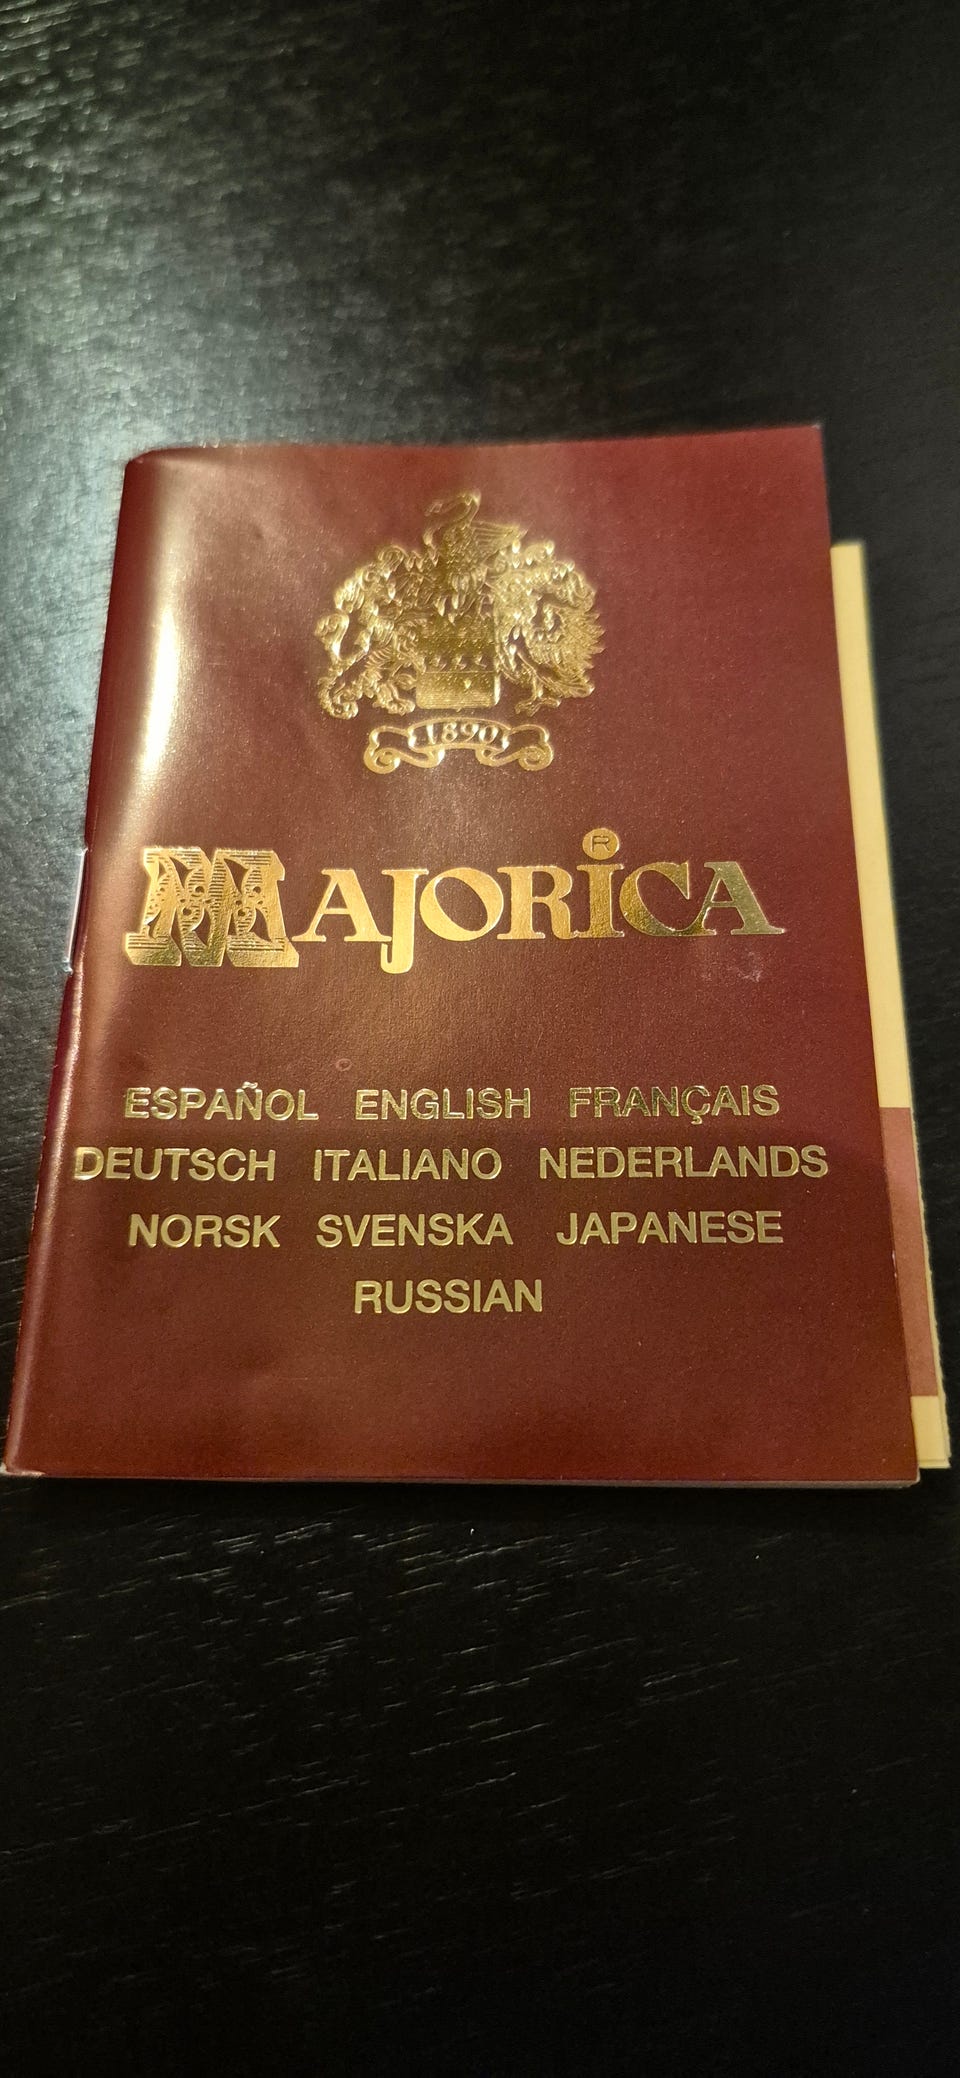 1890
MAJORICA ®
ESPAÑOL ENGLISH FRANÇAIS
DEUTSCH ITALIANO NEDERLANDS
NORSK SVENSKA JAPANESE
RUSSIAN